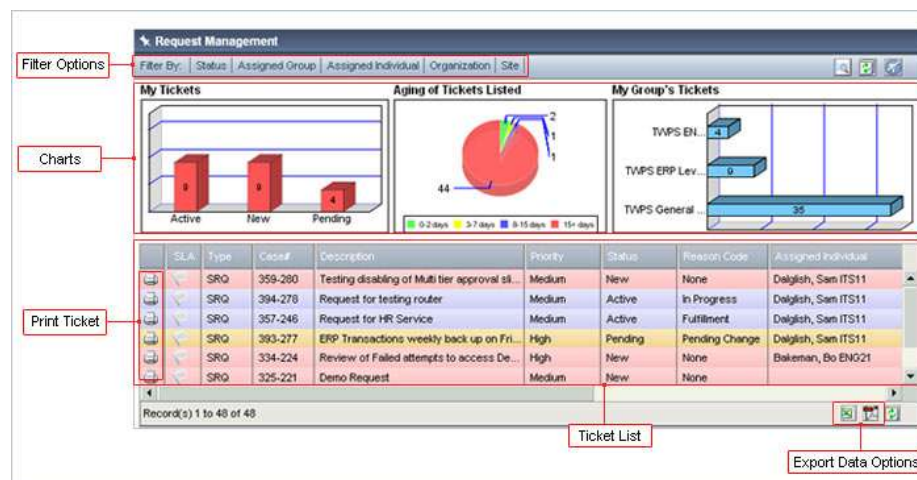 Request Management
Filter Options
Filter By: Status Assigned Group Assigned Individual Organization Site
My Tickets
Aging of Tickets Listed
My Group's Tickets
Charts
9
9
4
Active New Pending
2
1
1
44
0-2 days 3-7 days 8-15 days 15+ days
TWPS EN... 4
TWPS ERP Lev... 9
TWPS General ... 35
SLA Type Case# Description Priority Status Reason Code Assigned Individual
SRQ 359-280 Testing disabling of Multi tier approval sli... Medium New None Dalglish, Sam ITS11
SRQ 394-278 Request for testing router Medium Active In Progress Dalglish, Sam ITS11
SRQ 357-246 Request for HR Service Medium Active Fulfillment Dalglish, Sam ITS11
Print Ticket
SRQ 393-277 ERP Transactions weekly back up on Fri... High Pending Pending Change Dalglish, Sam ITS11
SRQ 334-224 Review of Failed attempts to access De... High New None Bakeman, Bo ENG21
SRQ 325-221 Demo Request Medium New None
Record(s) 1 to 48 of 48
Ticket List
Export Data Options